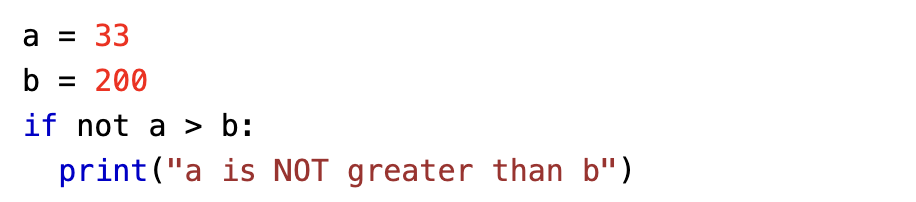 a = 33
b = 200
if not a > b:
  print("a is NOT greater than b")